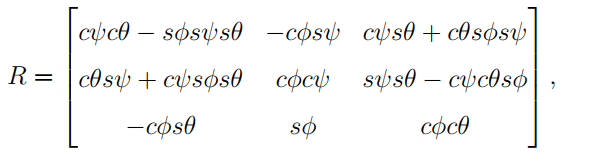 R = [ cψcθ − sϕsψsθ  −cϕsψ  cψsθ + cθsϕsψ
cθsψ + cψsϕsθ  cϕcψ  sψsθ − cψcθsϕ
−cϕsθ  sϕ  cϕcθ ] ,